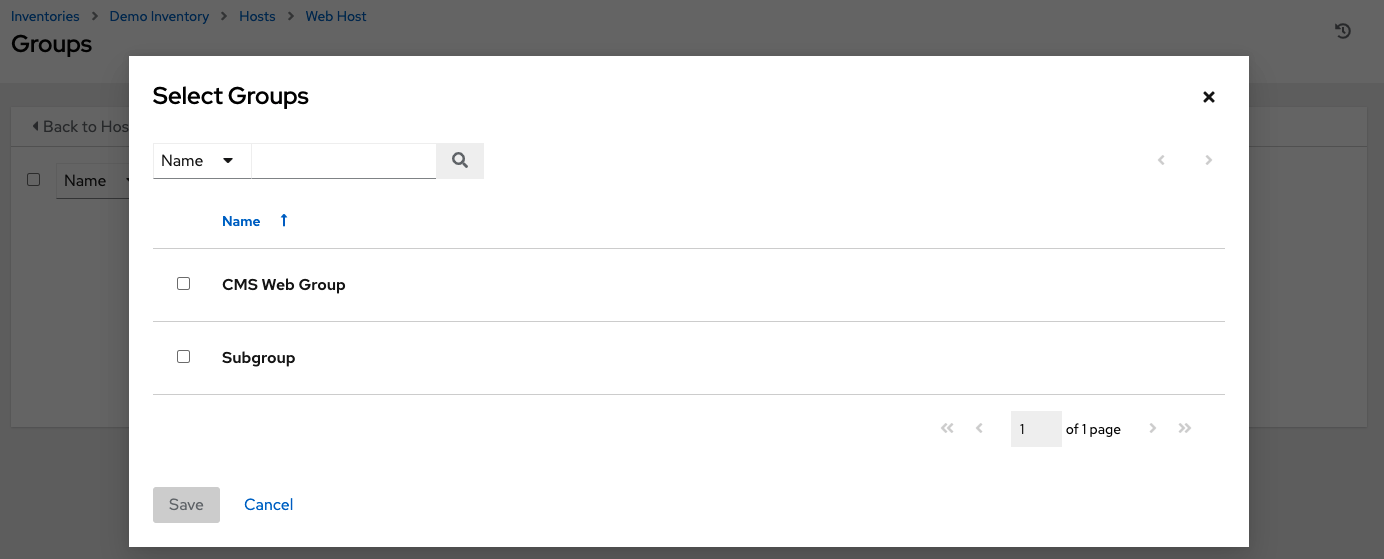 Inventories > Demo Inventory > Hosts > Web Host
Groups
Select Groups
Back to Hos
Name
Name
Name
CMS Web Group
Subgroup
1 of 1 page
Save Cancel